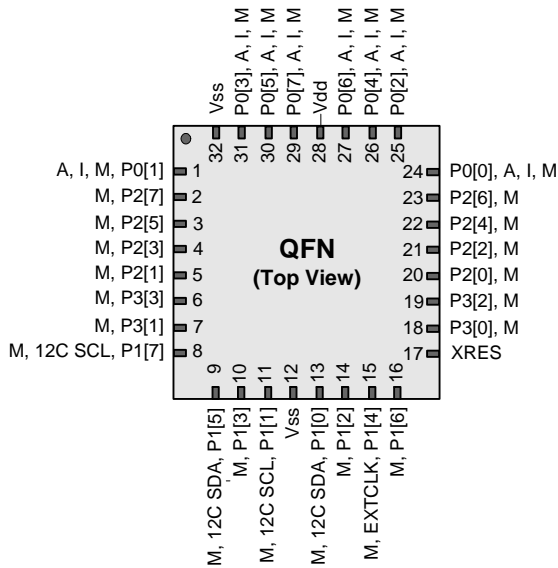 Vss
P0[3], A, I, M
P0[5], A, I, M
P0[7], A, I, M
Vdd
P0[6], A, I, M
P0[4], A, I, M
P0[2], A, I, M
32
31
30
29
28
27
26
25
A, I, M, P0[1]
M, P2[7]
M, P2[5]
M, P2[3]
M, P2[1]
M, P3[3]
M, P3[1]
M, 12C SCL, P1[7]
1
2
3
4
5
6
7
8
QFN
(Top View)
24
23
22
21
20
19
18
17
P0[0], A, I, M
P2[6], M
P2[4], M
P2[2], M
P2[0], M
P3[2], M
P3[0], M
XRES
9
10
11
12
13
14
15
16
M, 12C SDA, P1[5]
M, P1[3]
M, 12C SCL, P1[1]
Vss
M, 12C SDA, P1[0]
M, P1[2]
M, EXTCLK, P1[4]
M, P1[6]